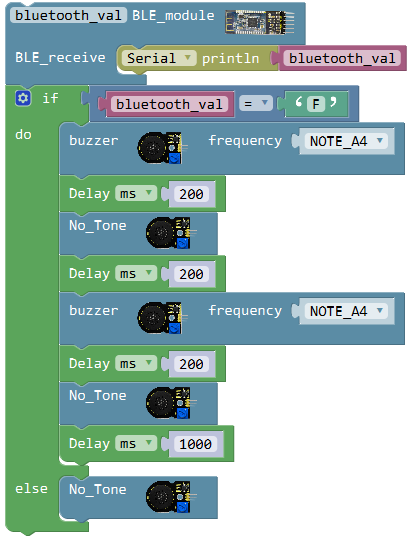 bluetooth_val BLE_module
BLE_receive Serial println bluetooth_val
if bluetooth_val = ‘ F ’
do
buzzer frequency NOTE_A4
Delay ms 200
No_Tone
Delay ms 200
buzzer frequency NOTE_A4
Delay ms 200
No_Tone
Delay ms 1000
else No_Tone